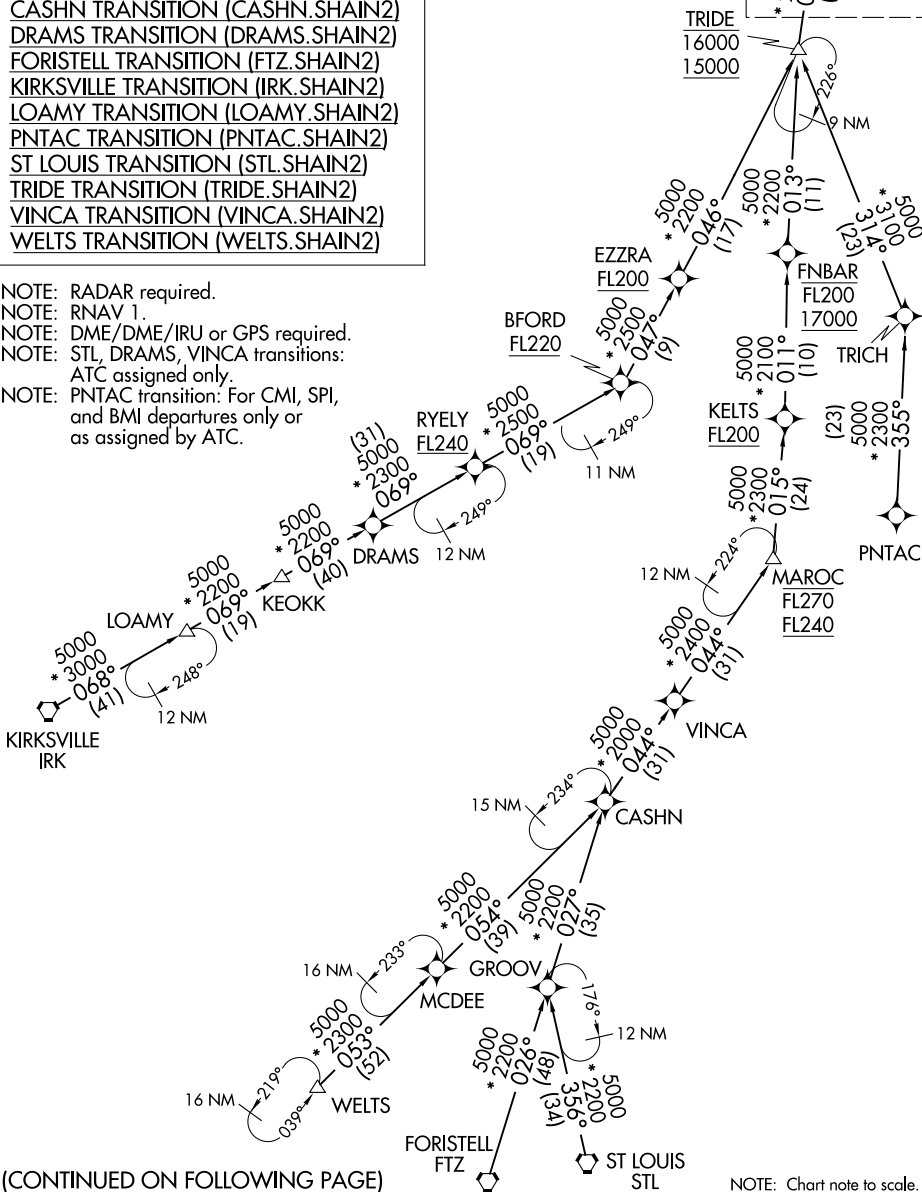 CASHN TRANSITION (CASHN.SHAIN2)
DRAMS TRANSITION (DRAMS.SHAIN2)
FORISTELL TRANSITION (FTZ.SHAIN2)
KIRKSVILLE TRANSITION (IRK.SHAIN2)
LOAMY TRANSITION (LOAMY.SHAIN2)
PNTAC TRANSITION (PNTAC.SHAIN2)
ST LOUIS TRANSITION (STL.SHAIN2)
TRIDE TRANSITION (TRIDE.SHAIN2)
VINCA TRANSITION (VINCA.SHAIN2)
WELTS TRANSITION (WELTS.SHAIN2)
NOTE: RADAR required.
NOTE: RNAV 1.
NOTE: DME/DME/IRU or GPS required.
NOTE: STL, DRAMS, VINCA transitions:
ATC assigned only.
NOTE: PNTAC transition: For CMI, SPI,
and BMI departures only or
as assigned by ATC.
TRIDE
16000
15000
226°
9 NM
5000
*2200
046°
(17)
5000
*2200
013°
(11)
5000
*3100
314°
(23)
EZZRA
FL200
FNBAR
FL200
17000
TRICH
BFORD
FL220
5000
*2500
047°
(9)
5000
*2100
011°
(10)
KELTS
FL200
(23)
5000
*2300
355°
PNTAC
RYELY
FL240
5000
*2500
069°
(19)
249°
11 NM
(31)
5000
*2300
069°
249°
12 NM
DRAMS
5000
*2300
015°
(24)
224°
12 NM
MAROC
FL270
FL240
5000
*2200
069°
(40)
KEOKK
5000
*2200
069°
(19)
LOAMY
248°
12 NM
5000
*3000
068°
(41)
KIRKSVILLE
IRK
5000
*2400
044°
(31)
VINCA
5000
*2000
044°
(31)
234°
15 NM
CASHN
5000
*2200
054°
(39)
5000
*2200
027°
(35)
233°
16 NM
MCDEE
GROOV
176°
12 NM
5000
*2300
053°
(52)
219°
039°
16 NM
WELTS
5000
*2200
026°
(48)
5000
*2200
356°
(34)
FORISTELL
FTZ
ST LOUIS
STL
(CONTINUED ON FOLLOWING PAGE)
NOTE: Chart note to scale.